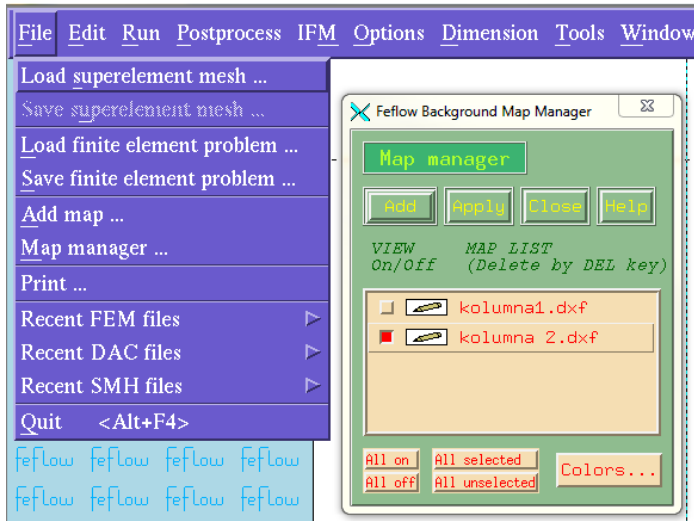 File Edit Run Postprocess IFM Options Dimension Tools Window
Load superelement mesh ...
Save superelement mesh ...
Load finite element problem ...
Save finite element problem ...
Add map ...
Map manager ...
Print ...
Recent FEM files
Recent DAC files
Recent SMH files
Quit <Alt+F4>
feflow feflow feflow feflow
feflow feflow feflow feflow
Feflow Background Map Manager
Map manager
Add Apply Close Help
VIEW MAP LIST
On/Off (Delete by DEL key)
kolumna1.dxf
kolumna 2.dxf
All on All selected
All off All unselected
Colors...